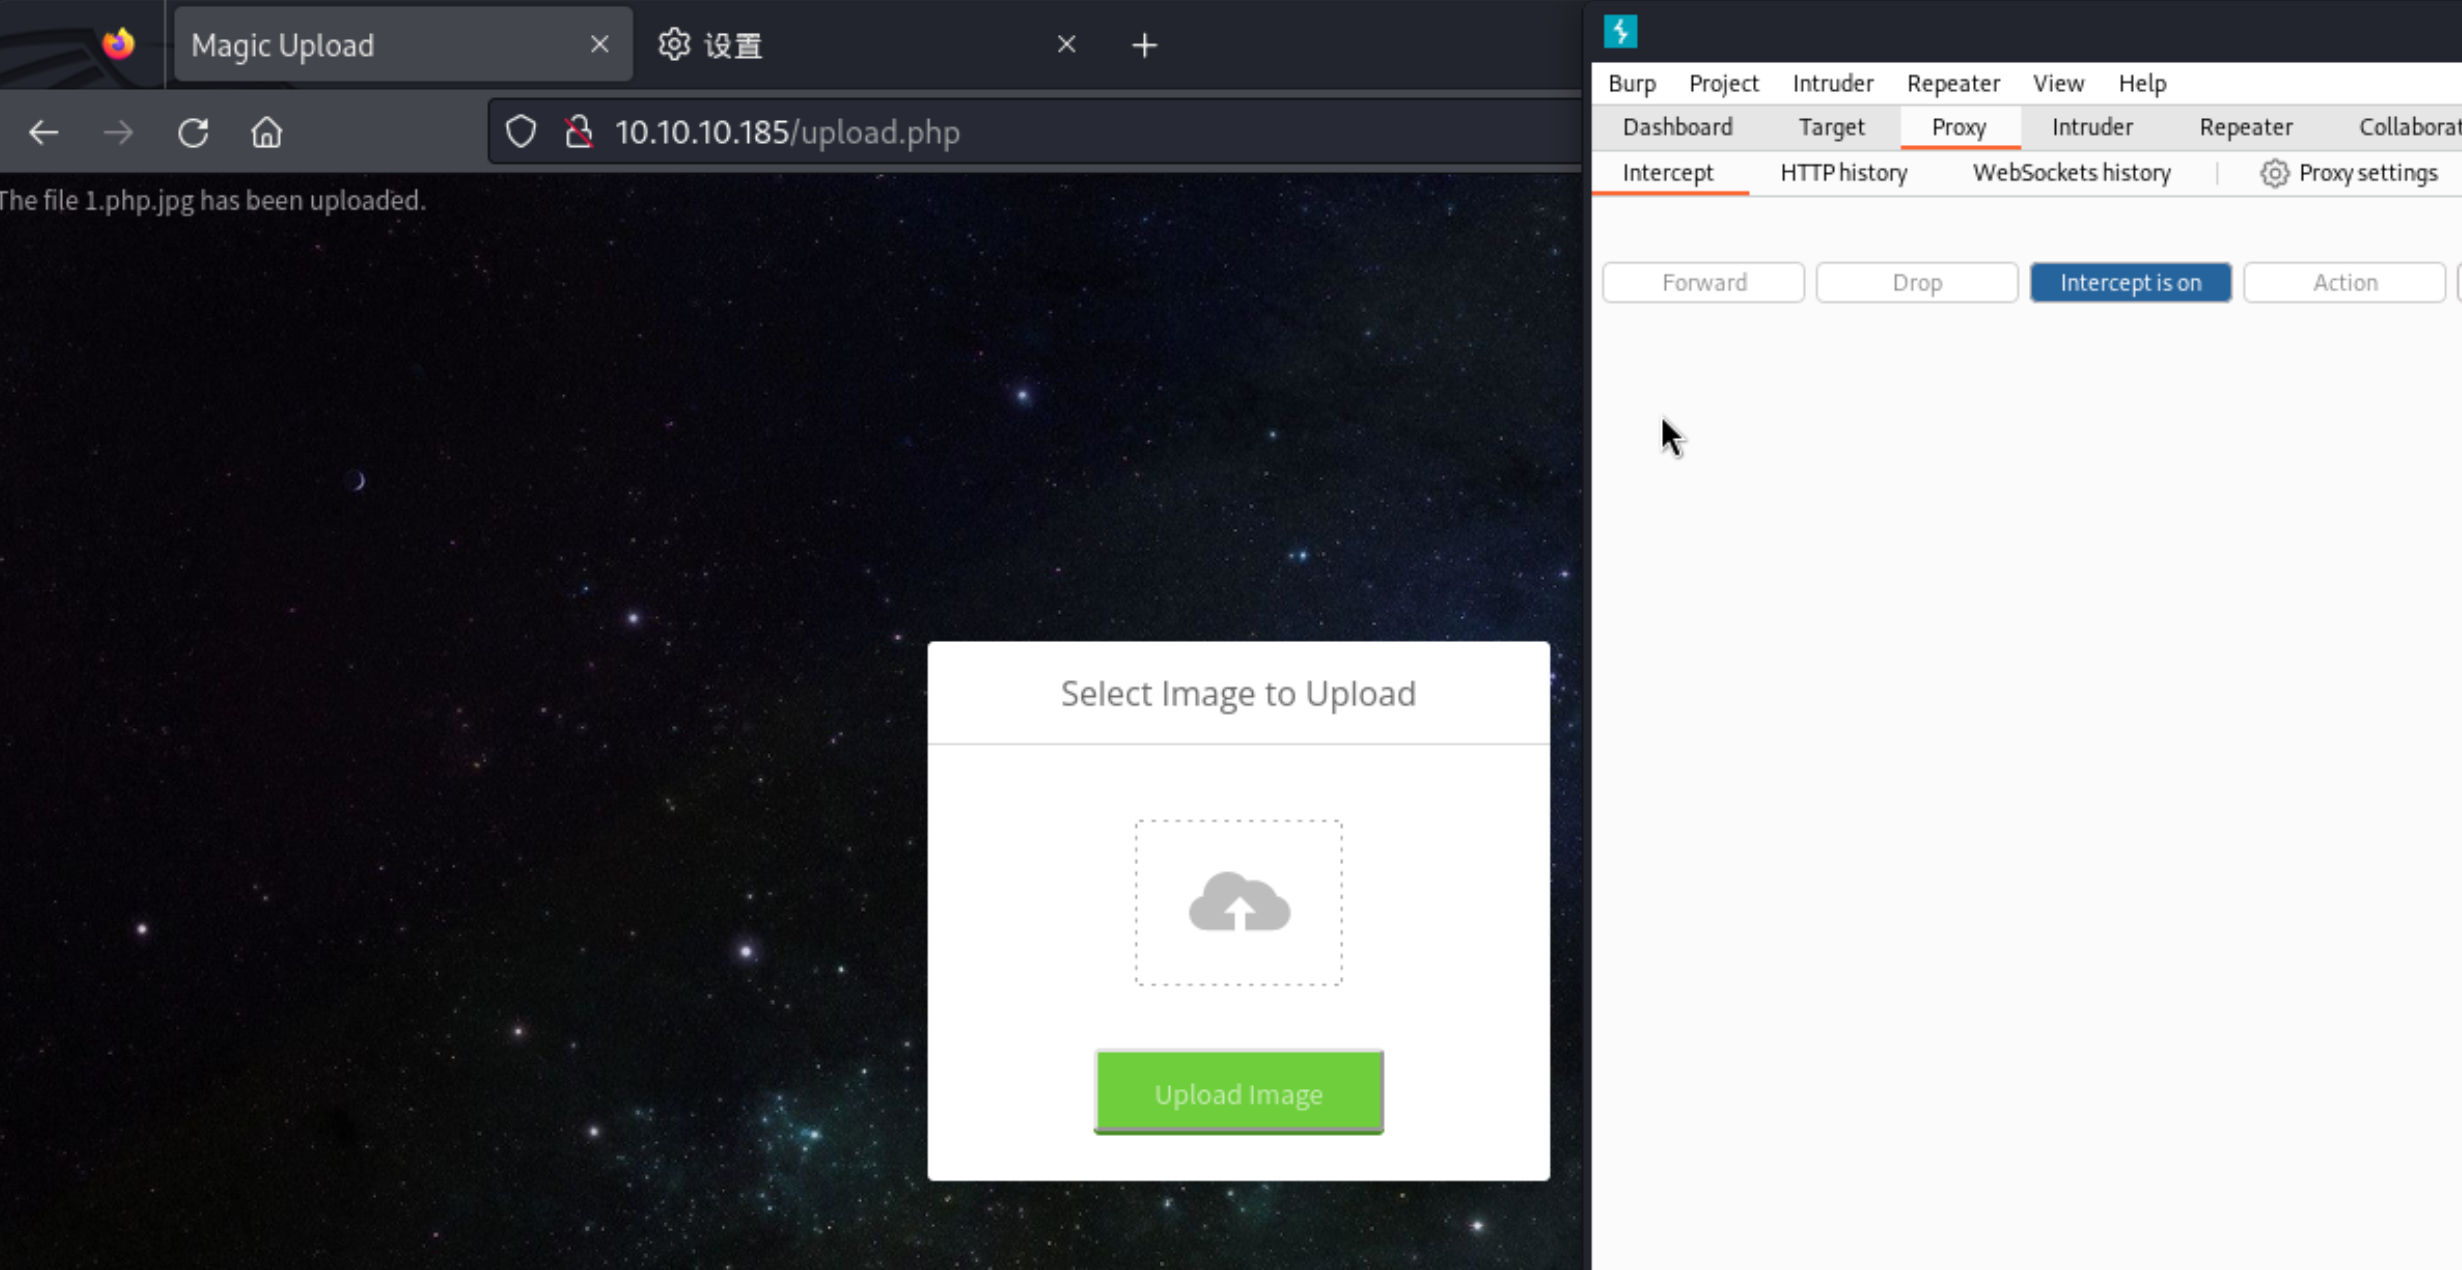 Magic Upload
设置
10.10.10.185/upload.php
The file 1.php.jpg has been uploaded.
Select Image to Upload
Upload Image
Burp Project Intruder Repeater View Help
Dashboard Target Proxy Intruder Repeater Collaborat
Intercept HTTP history WebSockets history Proxy settings
Forward Drop Intercept is on Action